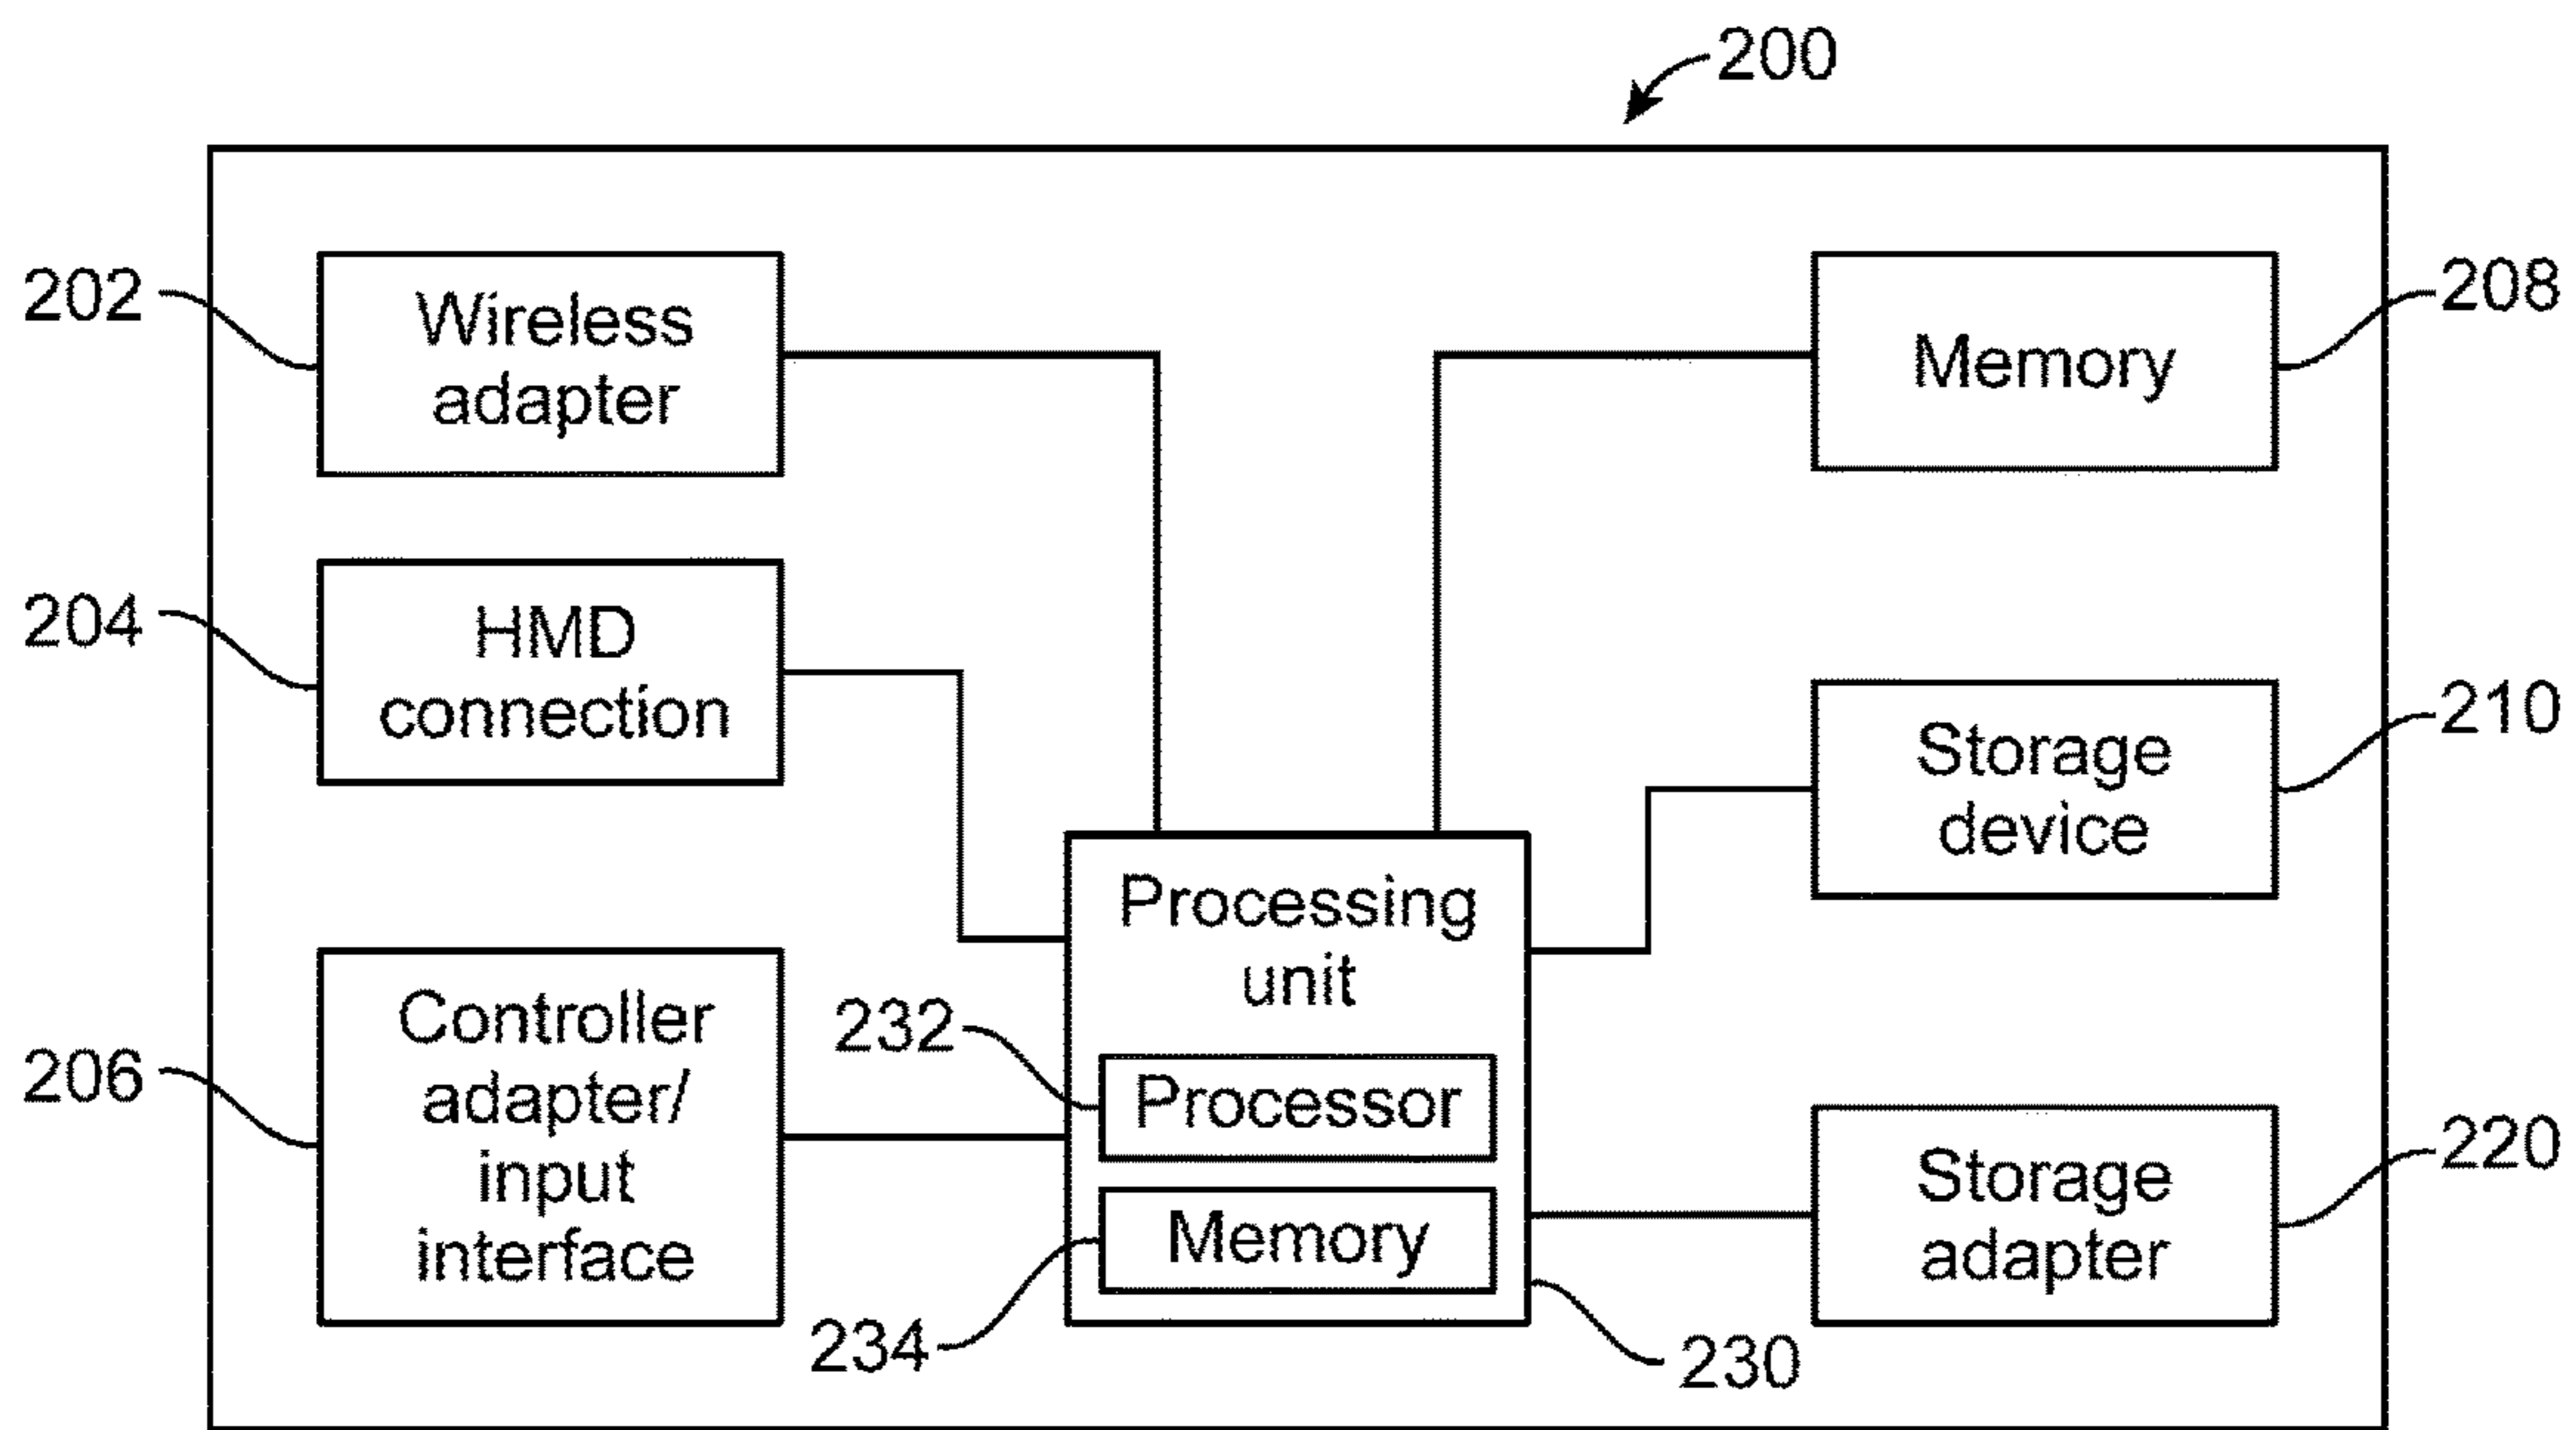 200
202
Wireless
adapter
Memory
208
204
HMD
connection
Storage
device
210
206
Controller
adapter/
input
interface
Processing
unit
232
Processor
234
Memory
230
Storage
adapter
220